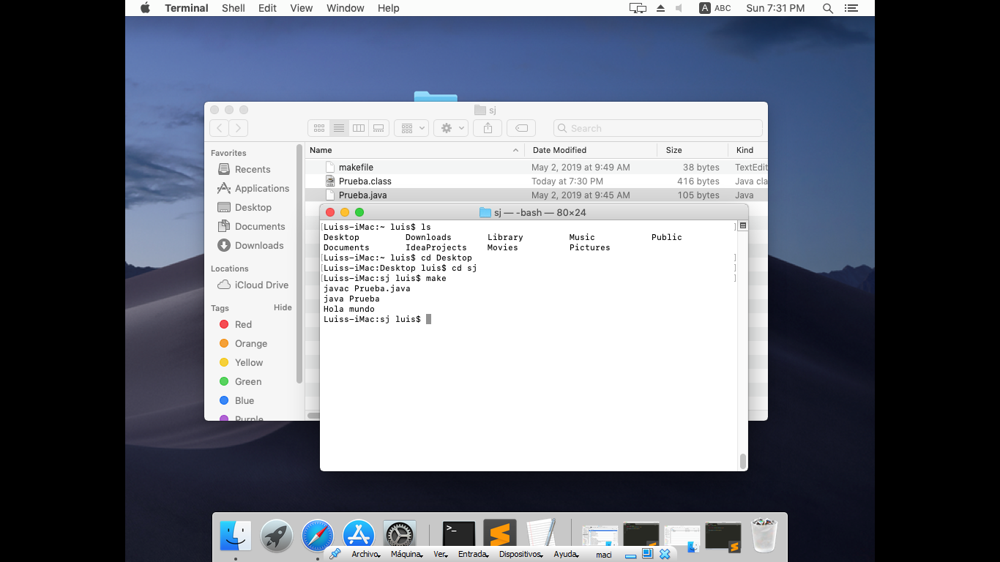 Terminal Shell Edit View Window Help A ABC Sun 7:31 PM
sj
Search
Favorites
Recents
Applications
Desktop
Documents
Downloads
Locations
iCloud Drive
Tags Hide
Red
Orange
Yellow
Green
Blue
Purple
Name Date Modified Size Kind
makefile May 2, 2019 at 9:49 AM 38 bytes TextEdit
Prueba.class Today at 7:30 PM 416 bytes Java cla
Prueba.java May 2, 2019 at 9:45 AM 105 bytes Java
sj — -bash — 80×24
[Luiss-iMac:~ luis$ ls ]
Desktop Downloads Library Music Public
Documents IdeaProjects Movies Pictures
[Luiss-iMac:~ luis$ cd Desktop ]
[Luiss-iMac:Desktop luis$ cd sj ]
[Luiss-iMac:sj luis$ make ]
javac Prueba.java
java Prueba
Hola mundo
Luiss-iMac:sj luis$
>_
Archivo Máquina Ver Entrada Dispositivos Ayuda maci